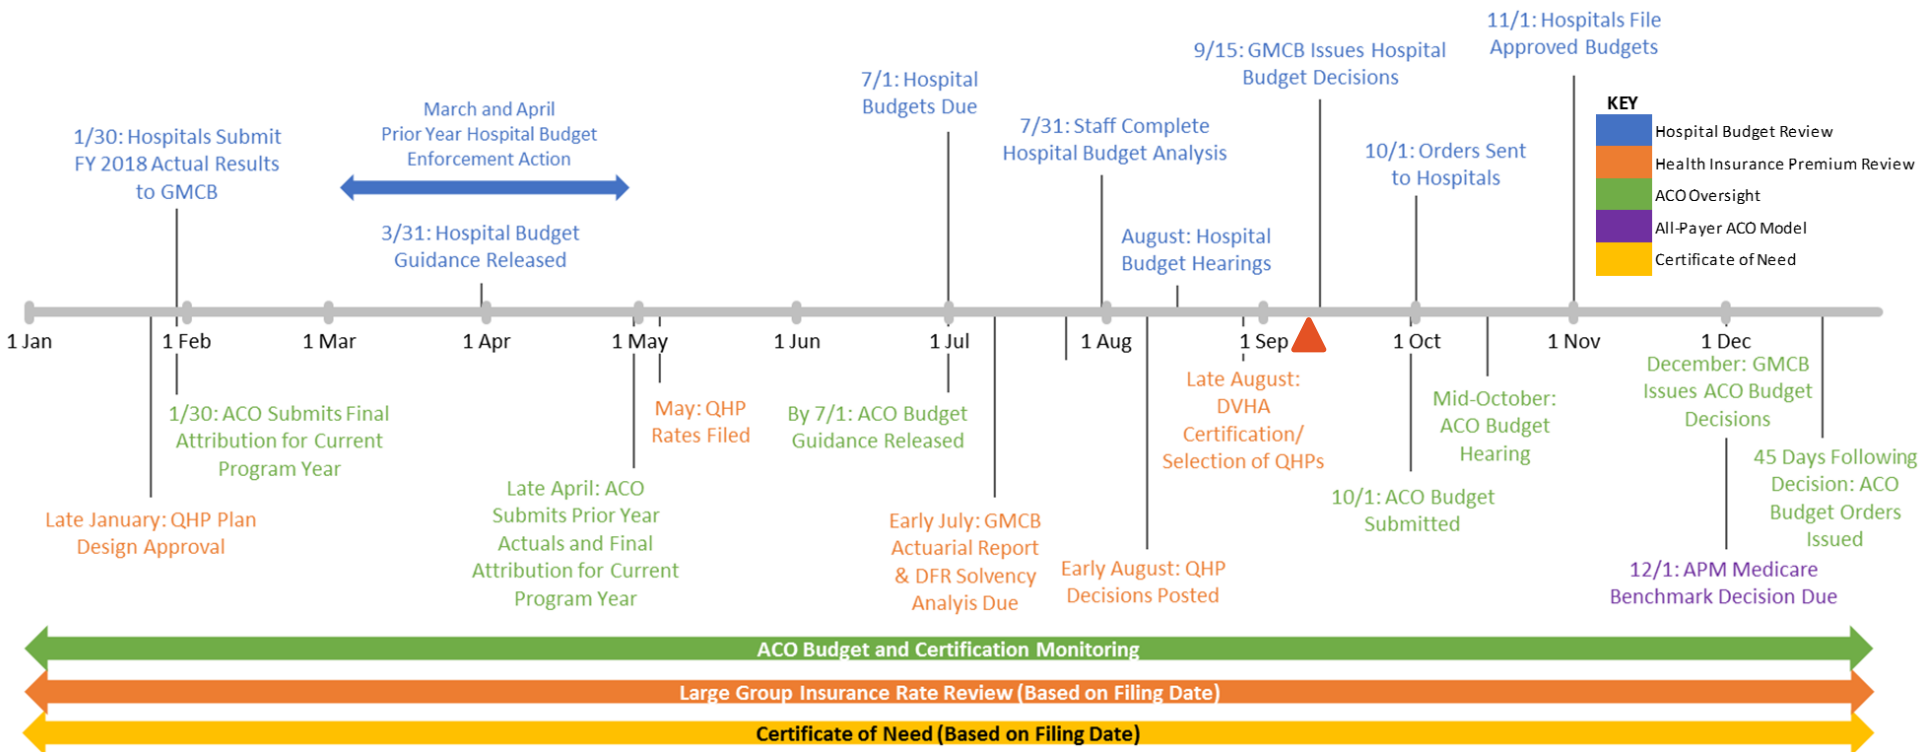 11/1: Hospitals File
Approved Budgets
9/15: GMCB Issues Hospital
Budget Decisions
7/1: Hospital
Budgets Due
March and April
Prior Year Hospital Budget
Enforcement Action
1/30: Hospitals Submit
FY 2018 Actual Results
to GMCB
7/31: Staff Complete
Hospital Budget Analysis
10/1: Orders Sent
to Hospitals
3/31: Hospital Budget
Guidance Released
August: Hospital
Budget Hearings
KEY
Hospital Budget Review
Health Insurance Premium Review
ACO Oversight
All-Payer ACO Model
Certificate of Need
1 Jan
1 Feb
1 Mar
1 Apr
1 May
1 Jun
1 Jul
1 Aug
1 Sep
1 Oct
1 Nov
1 Dec
1/30: ACO Submits Final
Attribution for Current
Program Year
Late January: QHP Plan
Design Approval
May: QHP
Rates Filed
Late April: ACO
Submits Prior Year
Actuals and Final
Attribution for Current
Program Year
By 7/1: ACO Budget
Guidance Released
Early July: GMCB
Actuarial Report
& DFR Solvency
Analyis Due
Early August: QHP
Decisions Posted
Late August:
DVHA
Certification/
Selection of QHPs
10/1: ACO Budget
Submitted
Mid-October:
ACO Budget
Hearing
December: GMCB
Issues ACO Budget
Decisions
45 Days Following
Decision: ACO
Budget Orders
Issued
12/1: APM Medicare
Benchmark Decision Due
ACO Budget and Certification Monitoring
Large Group Insurance Rate Review (Based on Filing Date)
Certificate of Need (Based on Filing Date)